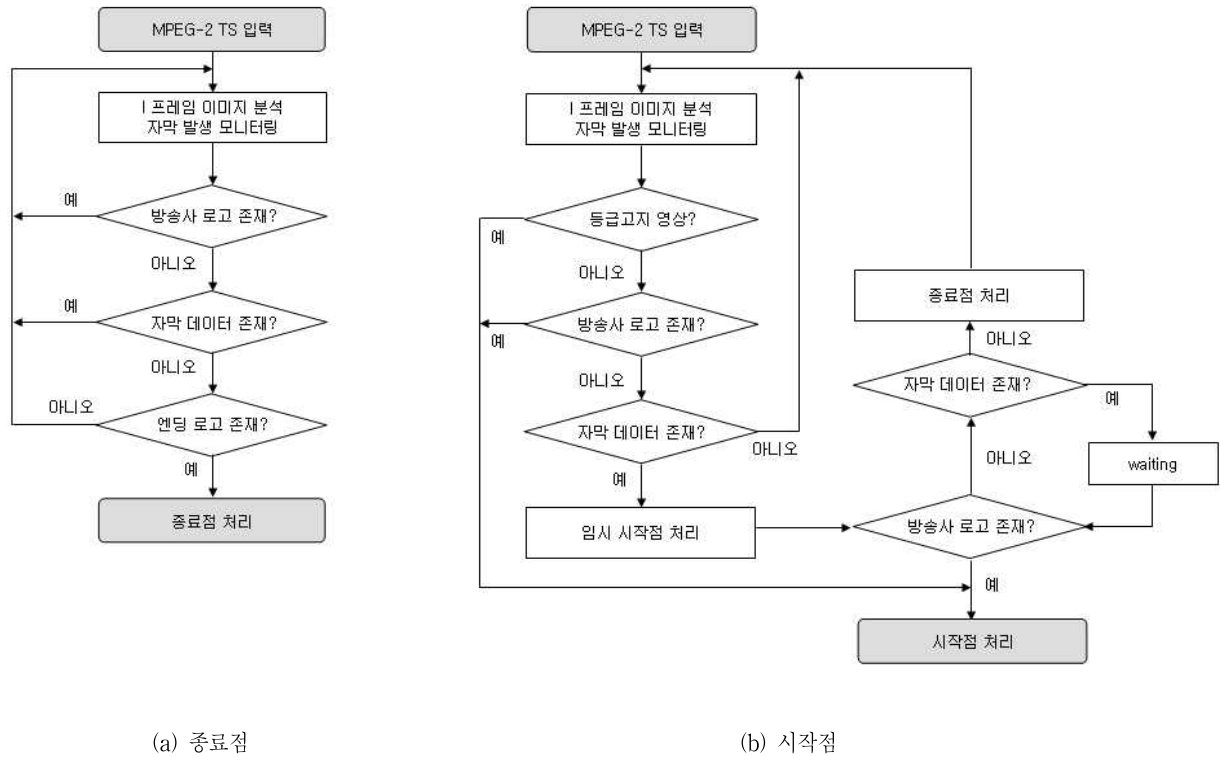 MPEG-2 TS 입력
I 프레임 이미지 분석
자막 발생 모니터링
방송사 로고 존재?
예
아니오
자막 데이터 존재?
예
아니오
엔딩 로고 존재?
아니오
예
종료점 처리
(a) 종료점
MPEG-2 TS 입력
I 프레임 이미지 분석
자막 발생 모니터링
등급고지 영상?
예
아니오
방송사 로고 존재?
예
아니오
자막 데이터 존재?
아니오
예
임시 시작점 처리
종료점 처리
아니오
자막 데이터 존재?
예
waiting
아니오
방송사 로고 존재?
예
시작점 처리
(b) 시작점